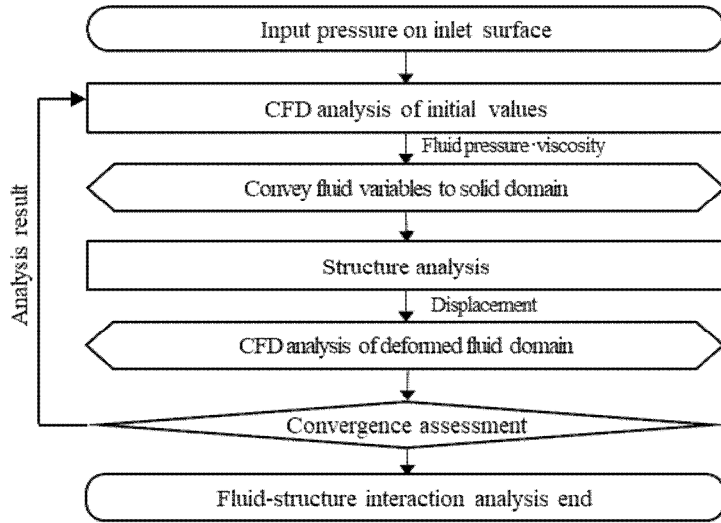 Input pressure on inlet surface
CFD analysis of initial values
Fluid pressure·viscosity
Convey fluid variables to solid domain
Structure analysis
Displacement
CFD analysis of deformed fluid domain
Convergence assessment
Fluid-structure interaction analysis end
Analysis result